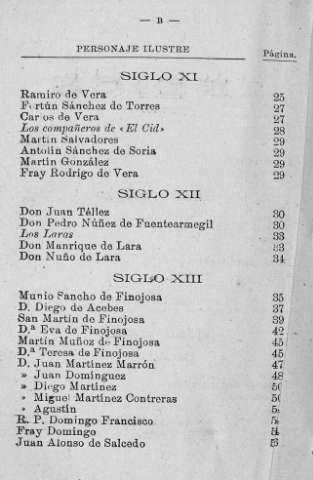 — B —
PERSONAJE ILUSTRE Página.
SIGLO XI
Ramiro de Vera 25
Fortún Sánchez de Torres 27
Car os de Vera 27
Los compañeros de «El Cid» 28
Martín Salvadores 29
Antolín Sánchez de Soria 29
Martín González 29
Fray Rodrigo de Vera 29
SIGLO XII
Don Juan Téllez 30
Don Pedro Núñez de Fuentearmegil 30
Los Laras 33
Don Manrique de Lara 33
Don Nuño de Lara 34
SIGLO XIII
Munio Sancho de Finojosa 35
D. Diego de Acebes 37
San Martín de Finojosa 39
D.ª Eva de Finojosa 42
Martín Muñoz de Finojosa 45
D.ª Teresa de Finojosa 45
D. Juan Martínez Marrón 47
» Juan Domínguez 48
» Diego Martínez
» Miguel Martínez Contreras
» Agustín
R. P. Domingo Francisco
Fray Domingo
Juan Alonso de Salcedo